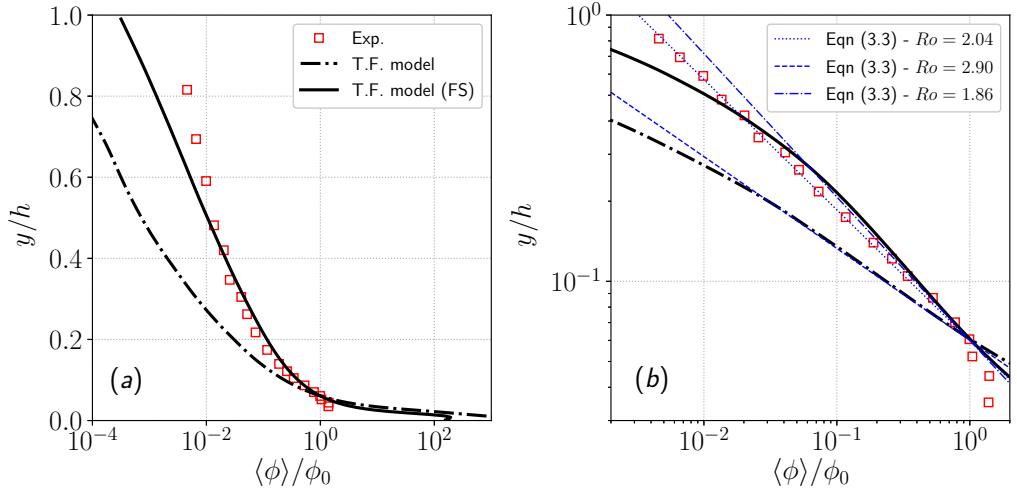 1.0
0.8
0.6
0.4
0.2
0.0
y/h
10^{-4}
10^{-2}
10^{0}
10^{2}
⟨ϕ⟩/ϕ_0
(a)
Exp.
T.F. model
T.F. model (FS)
10^{0}
10^{-1}
y/h
10^{-2}
10^{-1}
10^{0}
⟨ϕ⟩/ϕ_0
(b)
Eqn (3.3) - Ro = 2.04
Eqn (3.3) - Ro = 2.90
Eqn (3.3) - Ro = 1.86